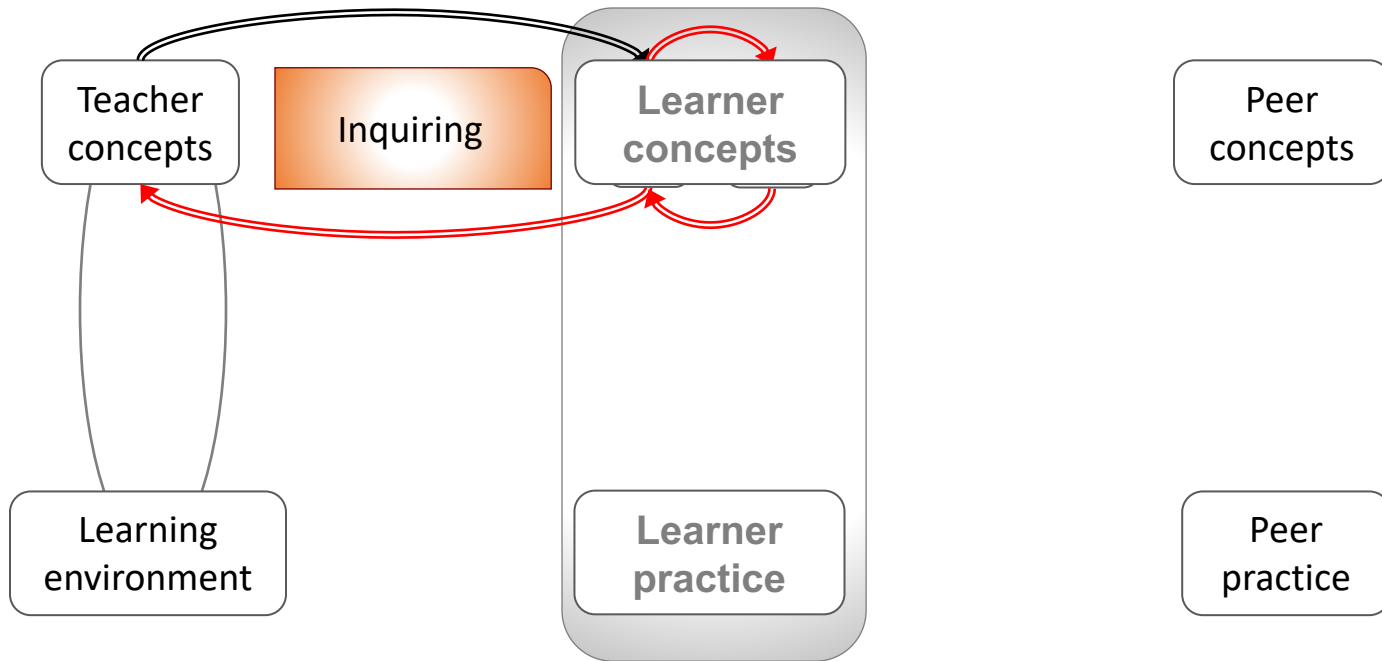 Teacher
concepts
Inquiring
Learner
concepts
Peer
concepts
Learning
environment
Learner
practice
Peer
practice